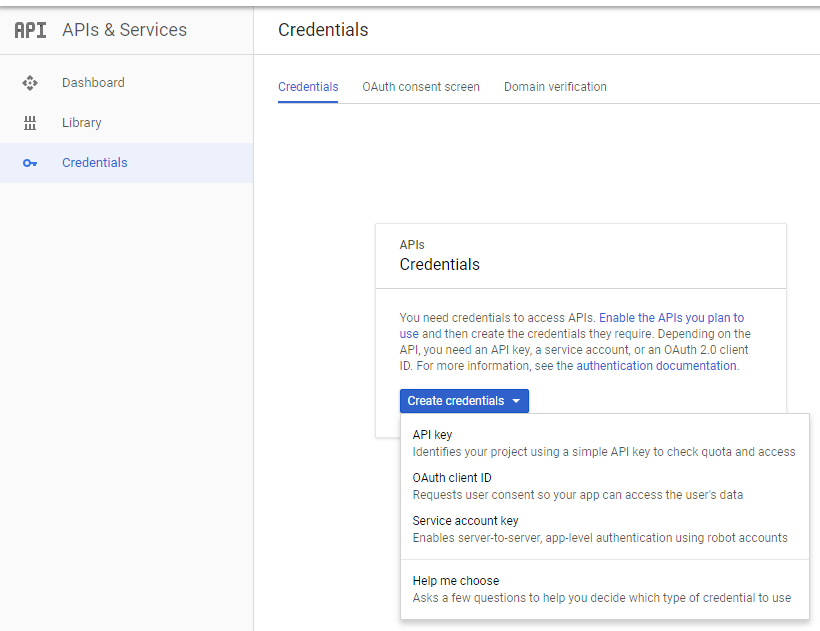 API APIs & Services
Credentials
Dashboard
Library
Credentials
Credentials OAuth consent screen Domain verification
APIs
Credentials
You need credentials to access APIs. Enable the APIs you plan to
use and then create the credentials they require. Depending on the
API, you need an API key, a service account, or an OAuth 2.0 client
ID. For more information, see the authentication documentation.
Create credentials
API key
Identifies your project using a simple API key to check quota and access
OAuth client ID
Requests user consent so your app can access the user's data
Service account key
Enables server-to-server, app-level authentication using robot accounts
Help me choose
Asks a few questions to help you decide which type of credential to use